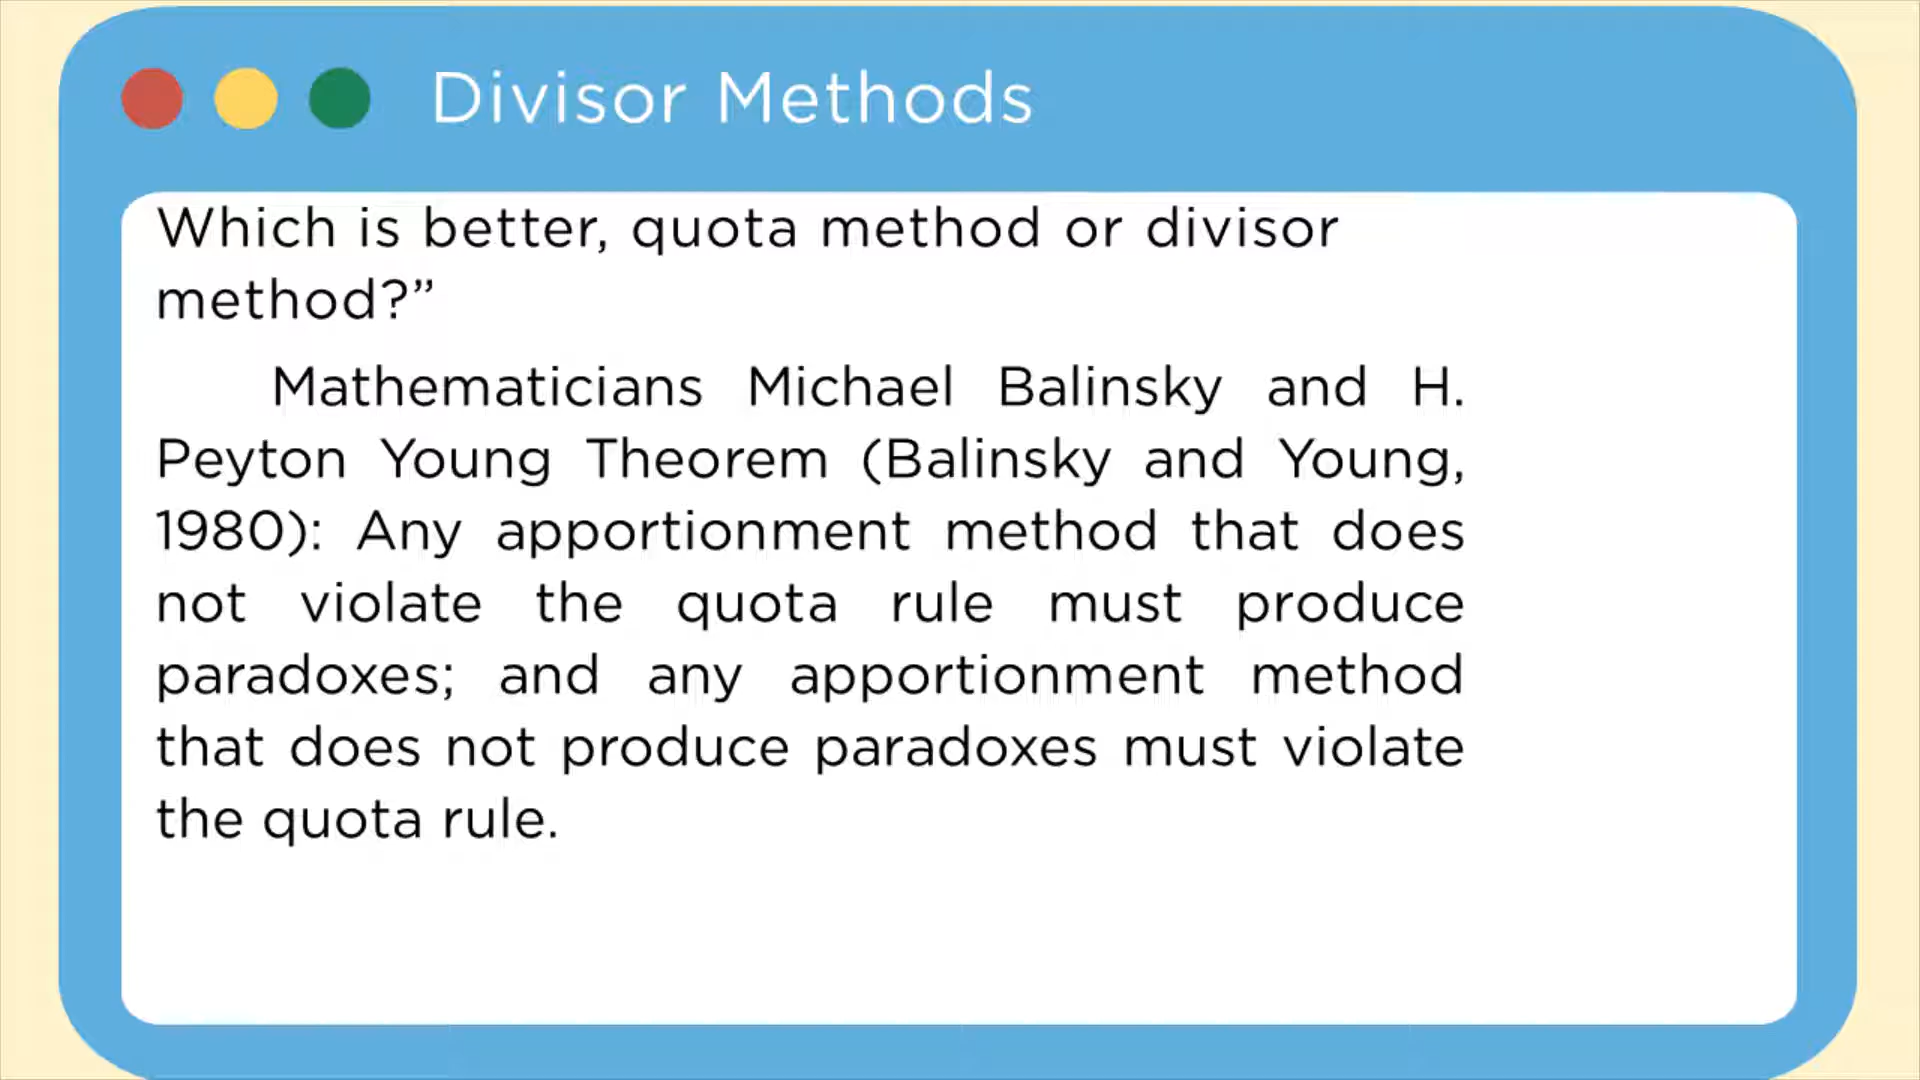 Divisor Methods
Which is better, quota method or divisor
method?”
Mathematicians Michael Balinsky and H.
Peyton Young Theorem (Balinsky and Young,
1980): Any apportionment method that does
not violate the quota rule must produce
paradoxes; and any apportionment method
that does not produce paradoxes must violate
the quota rule.